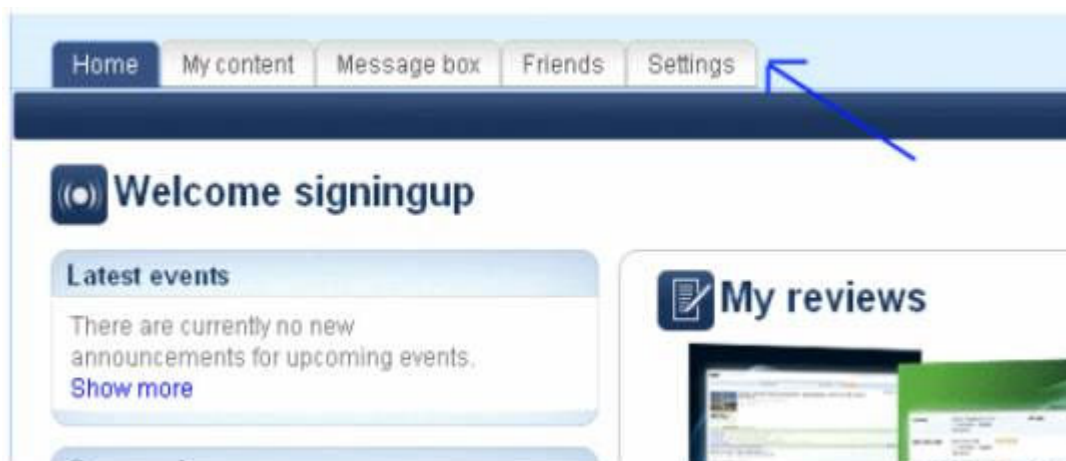 Home My content Message box Friends Settings
Welcome signingup
Latest events
There are currently no new
announcements for upcoming events.
Show more
My reviews